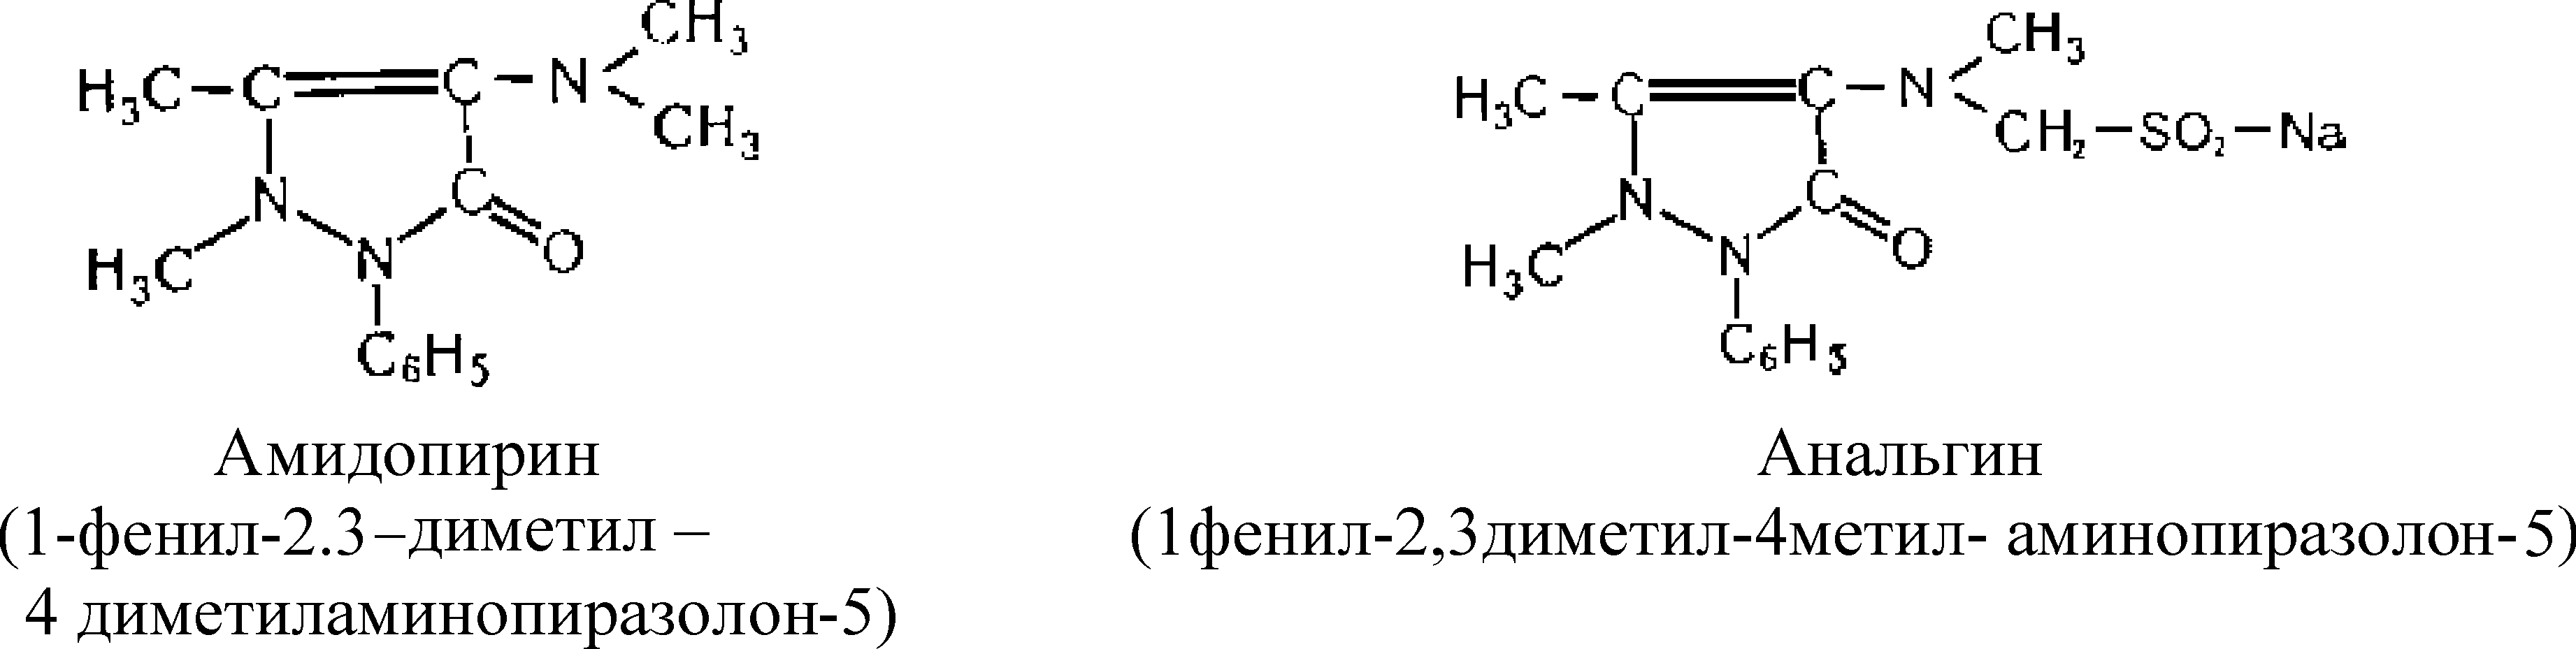 CH3
H3C–C=C–N
CH3
N
C
O
H3C
N
C6H5
CH3
H3C–C=C–N
CH2–SO2–Na
N
C
O
H3C
N
C6H5
Амидопирин
(1-фенил-2.3–диметил –
4 диметиламинопиразолон-5)
Анальгин
(1фенил-2,3диметил-4метил- аминопиразолон-5)